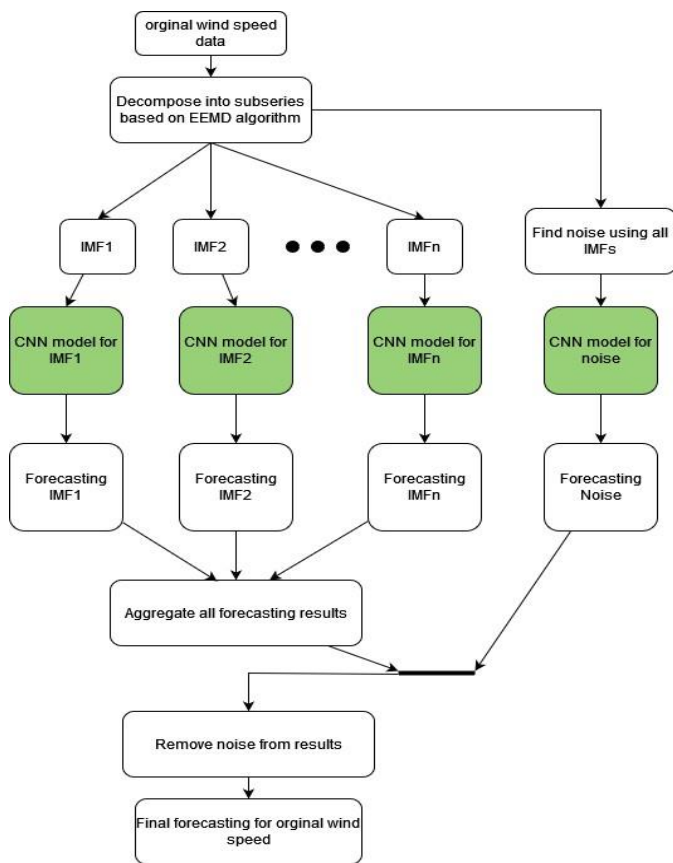 orginal wind speed
data
Decompose into subseries
based on EEMD algorithm
IMF1
IMF2
IMFn
Find noise using all
IMFs
CNN model for
IMF1
CNN model for
IMF2
CNN model for
IMFn
CNN model for
noise
Forecasting
IMF1
Forecasting
IMF2
Forecasting
IMFn
Forecasting
Noise
Aggregate all forecasting results
Remove noise from results
Final forecasting for orginal wind
speed